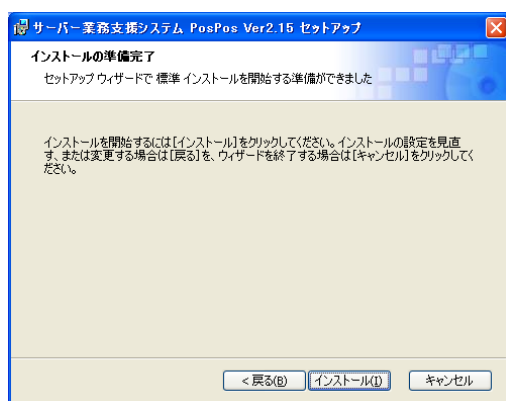 サーバー業務支援システム PosPos Ver2.15 セットアップ
インストールの準備完了
セットアップ ウィザードで 標準 インストールを開始する準備ができました
インストールを開始するには[インストール]をクリックしてください。インストールの設定を見直
す、または変更する場合は[戻る]を、ウィザードを終了する場合は[キャンセル]をクリックしてく
ださい。
< 戻る(B) インストール(I) キャンセル